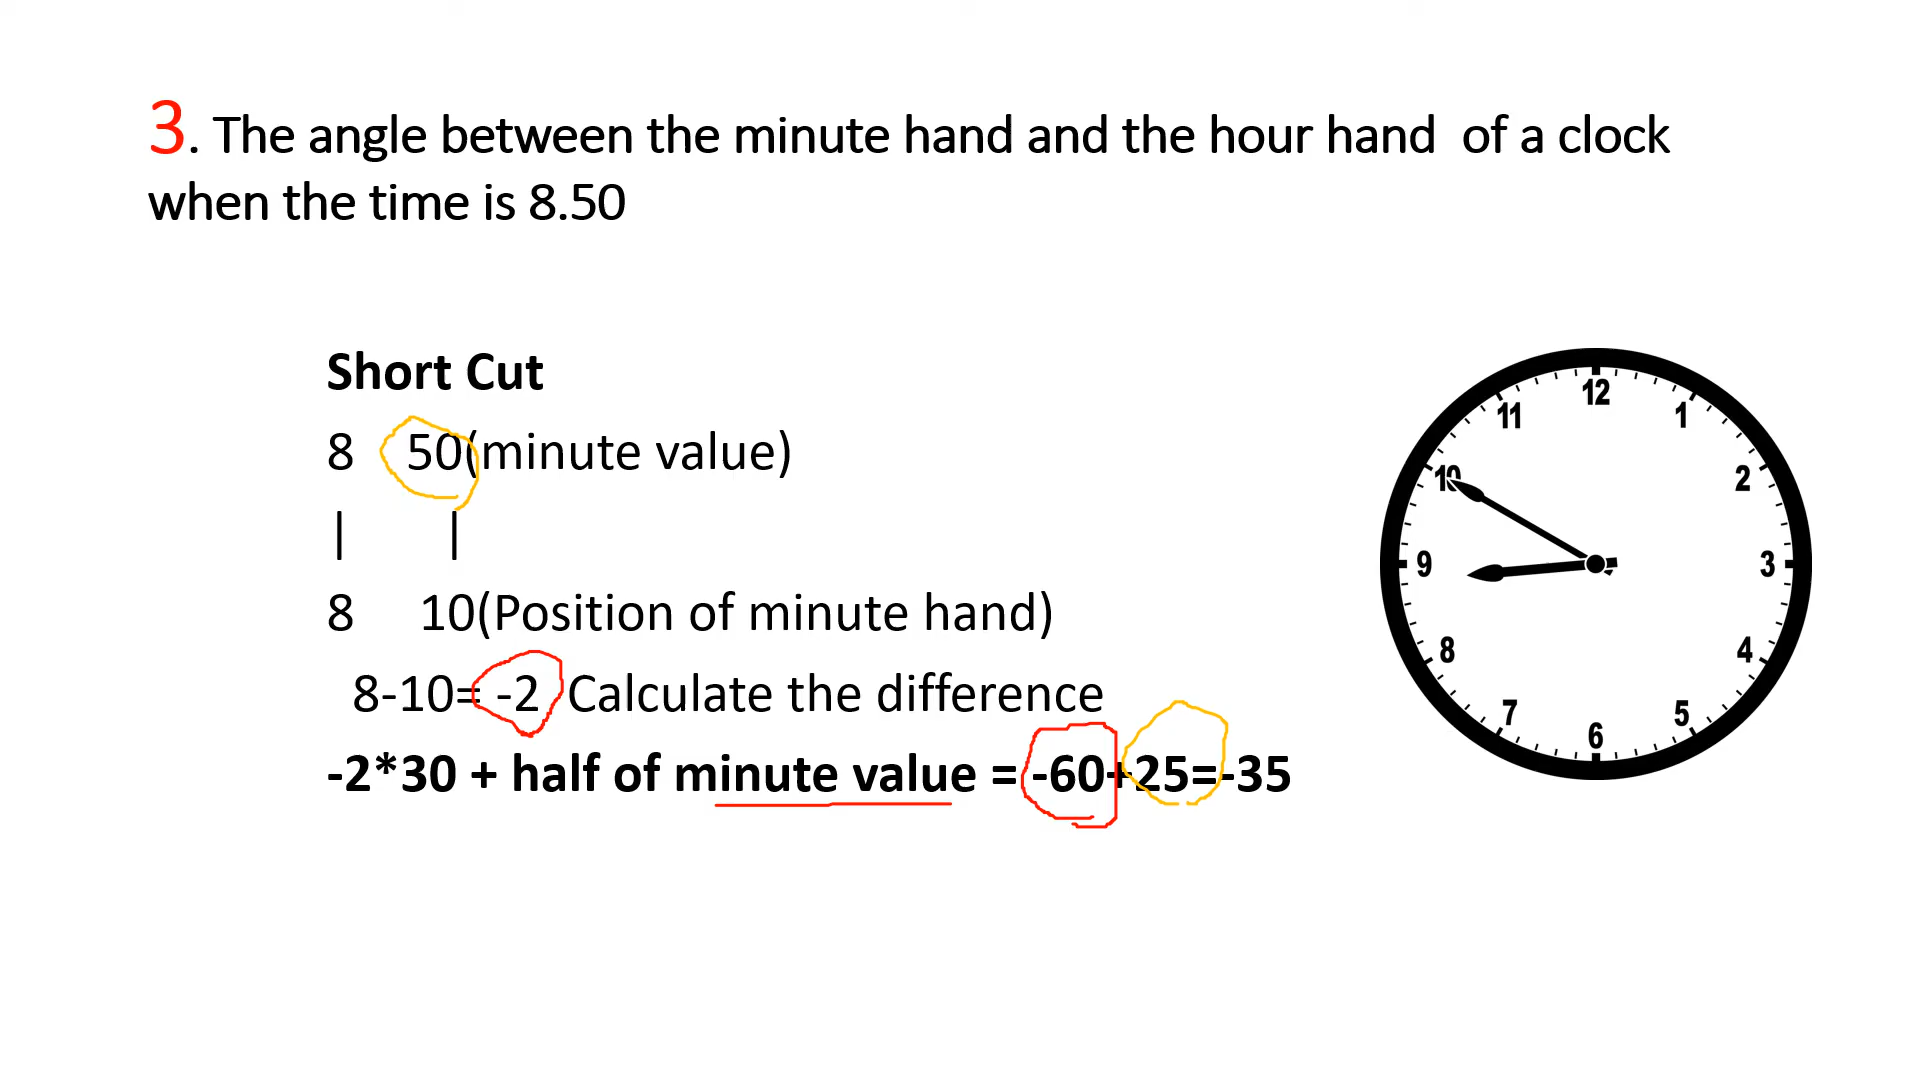 3. The angle between the minute hand and the hour hand of a clock
when the time is 8.50
Short Cut
8 50(minute value)
| |
8 10(Position of minute hand)
8-10= -2 Calculate the difference
-2*30 + half of minute value = -60+25=-35
12
11
1
10
2
9
3
8
4
7
5
6